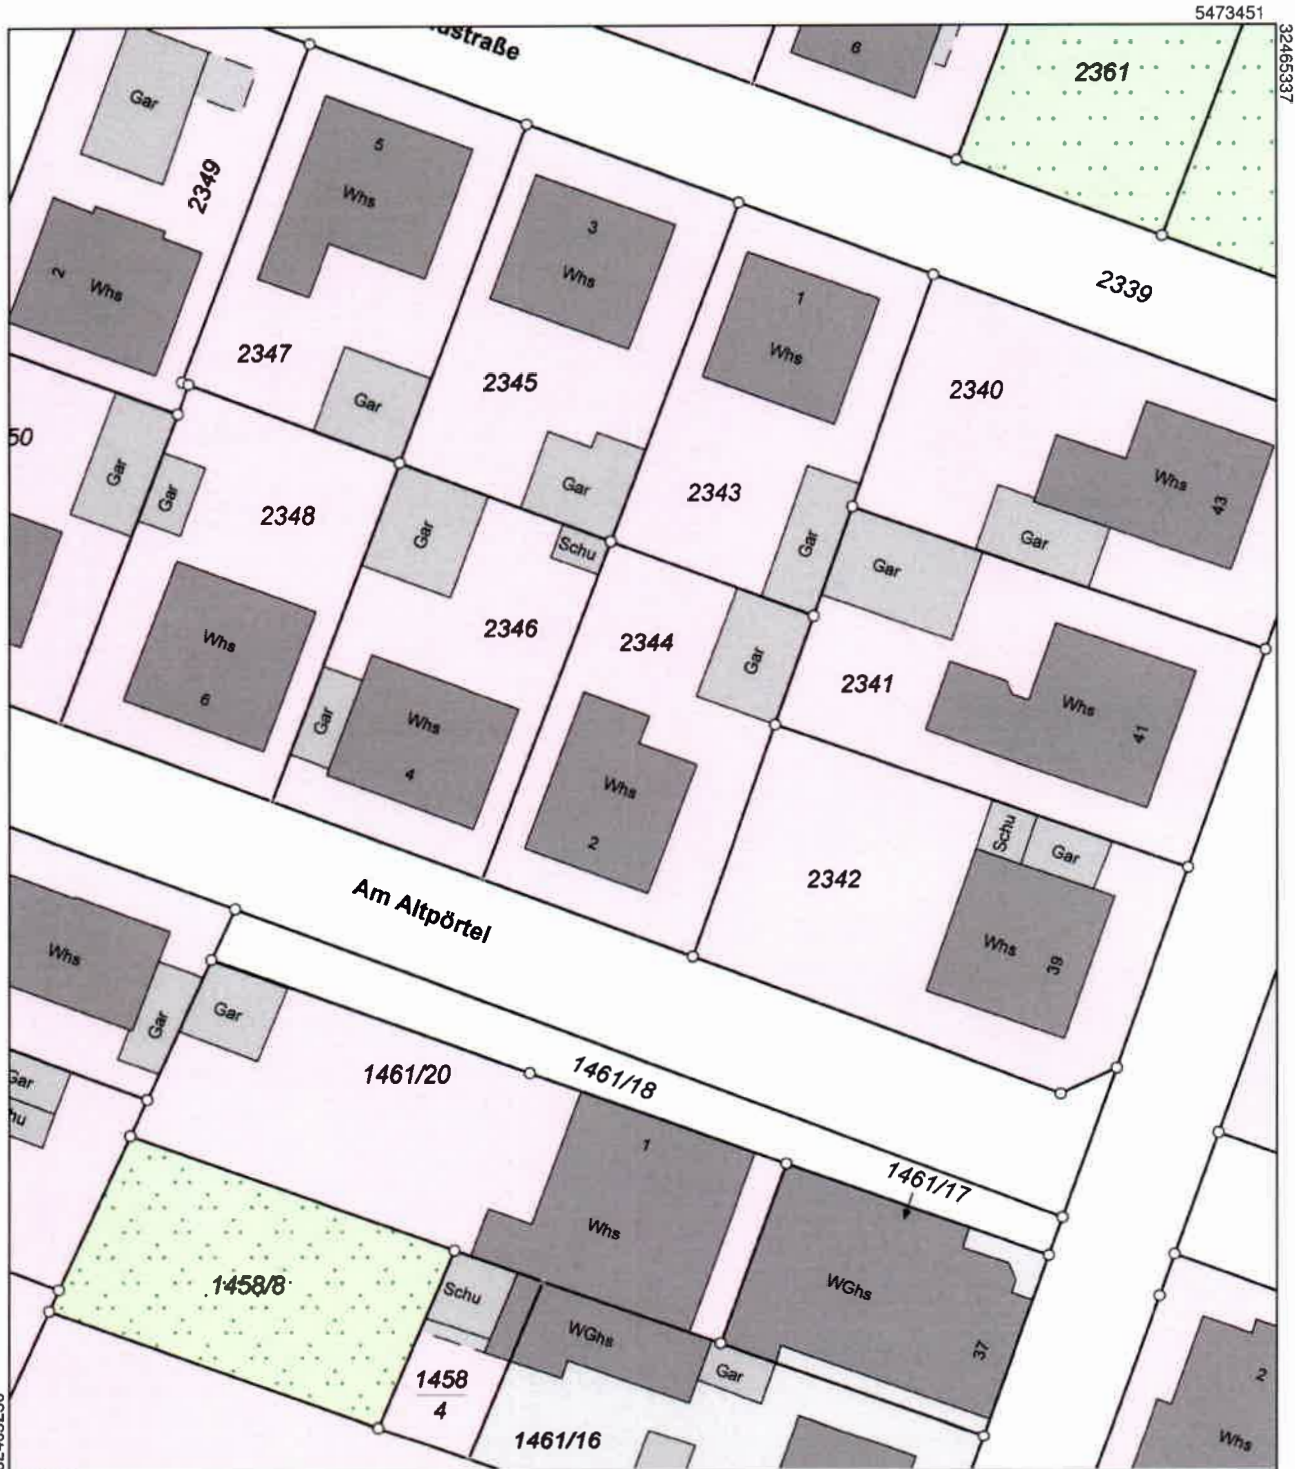 5473451
32465337
6
2361
Gar
5
Whs
2349
3
Whs
2
Whs
2339
1
Whs
2347
2345
2340
Gar
50
Gar
Gar
Whs
43
2348
Gar
2343
Gar
Gar
Schu
Gar
Gar
Gar
Whs
6
2346
2344
Gar
2341
Whs
41
Gar
Whs
4
Whs
2
Schu
Gar
2342
Am Altpörtel
Whs
39
Whs
Gar
Gar
1461/20
1461/18
Gar
1
1461/17
Whs
1458/8
Schu
WGhs
WGhs
37
Gar
2
1458
4
1461/16
Whs